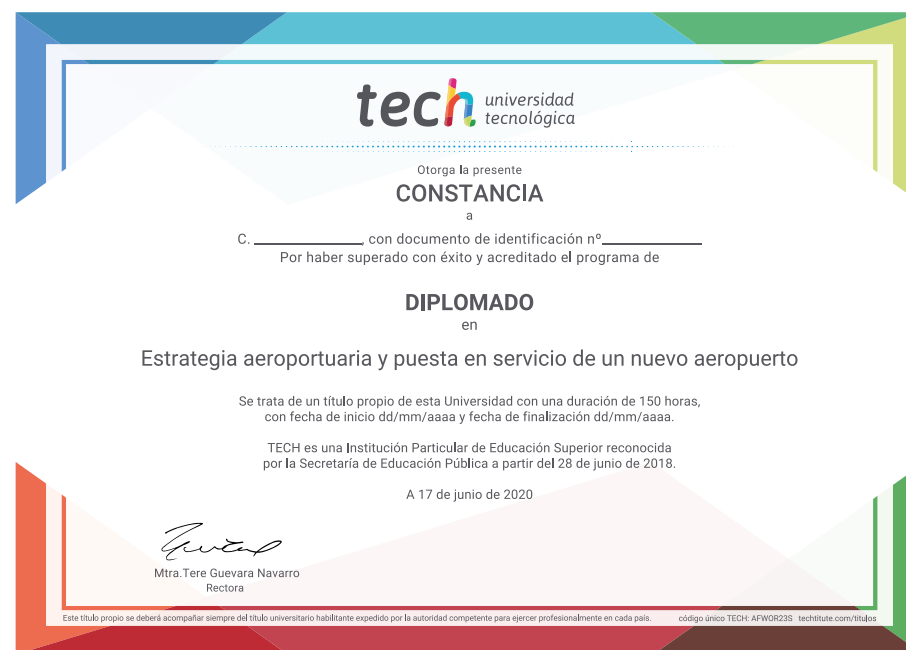 tech universidad
tecnológica
Otorga la presente
CONSTANCIA
a
C. ______________, con documento de identificación nº______________
Por haber superado con éxito y acreditado el programa de
DIPLOMADO
en
Estrategia aeroportuaria y puesta en servicio de un nuevo aeropuerto
Se trata de un título propio de esta Universidad con una duración de 150 horas,
con fecha de inicio dd/mm/aaaa y fecha de finalización dd/mm/aaaa.
TECH es una Institución Particular de Educación Superior reconocida
por la Secretaría de Educación Pública a partir del 28 de junio de 2018.
A 17 de junio de 2020
Mtra.Tere Guevara Navarro
Rectora
Este título propio se deberá acompañar siempre del título universitario habilitante expedido por la autoridad competente para ejercer profesionalmente en cada país. código único TECH: AFWOR23S techtitute.com/titulos